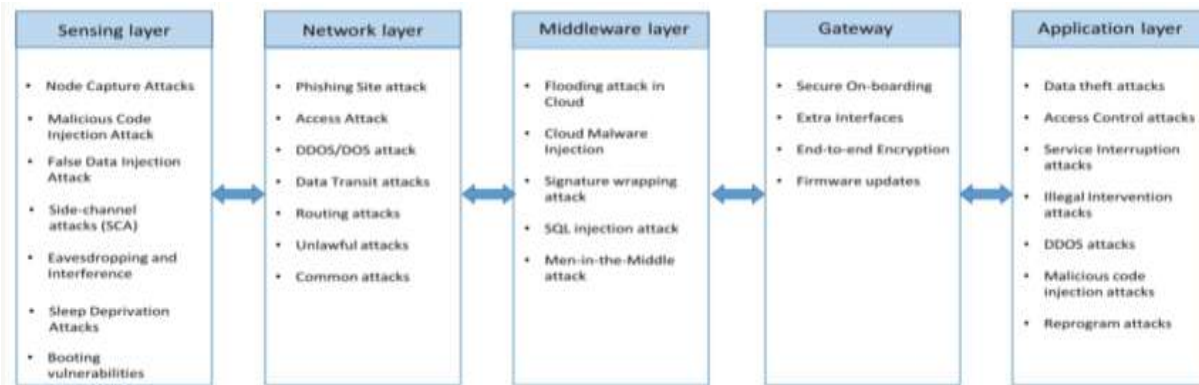 Sensing layer
Node Capture Attacks
Malicious Code
Injection Attack
False Data Injection
Attack
Side-channel
attacks (SCA)
Eavesdropping and
Interference
Sleep Deprivation
Attacks
Booting
vulnerabilities
Network layer
Phishing Site attack
Access Attack
DDOS/DOS attack
Data Transit attacks
Routing attacks
Unlawful attacks
Common attacks
Middleware layer
Flooding attack in
Cloud
Cloud Malware
Injection
Signature wrapping
attack
SQL injection attack
Men-in-the-Middle
attack
Gateway
Secure On-boarding
Extra Interfaces
End-to-end Encryption
Firmware updates
Application layer
Data theft attacks
Access Control attacks
Service Interruption
attacks
Illegal Intervention
attacks
DDOS attacks
Malicious code
injection attacks
Reprogram attacks